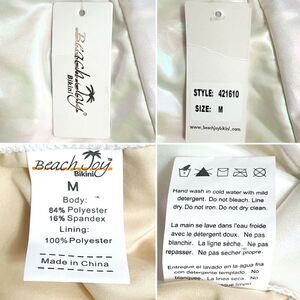 Beach Joy
Bikini
STYLE: 421610
SIZE: M
www.beachjoybikini.com
Beach Joy™
Bikini
M
Body:
84% Polyester
16% Spandex
Lining:
100% Polyester
Made in China
Hand wash in cold water with mild
detergent. Do not bleach. Line
dry. Do not iron. Do not dry clean.
La main se lave dans l'eau froide
avec le détergent doux. Ne pas
blanchir. La ligne sèche. Ne pas
repasser. Ne pas secher propre.
Enjuague el lavado en la agua fria
con detergente templado. No